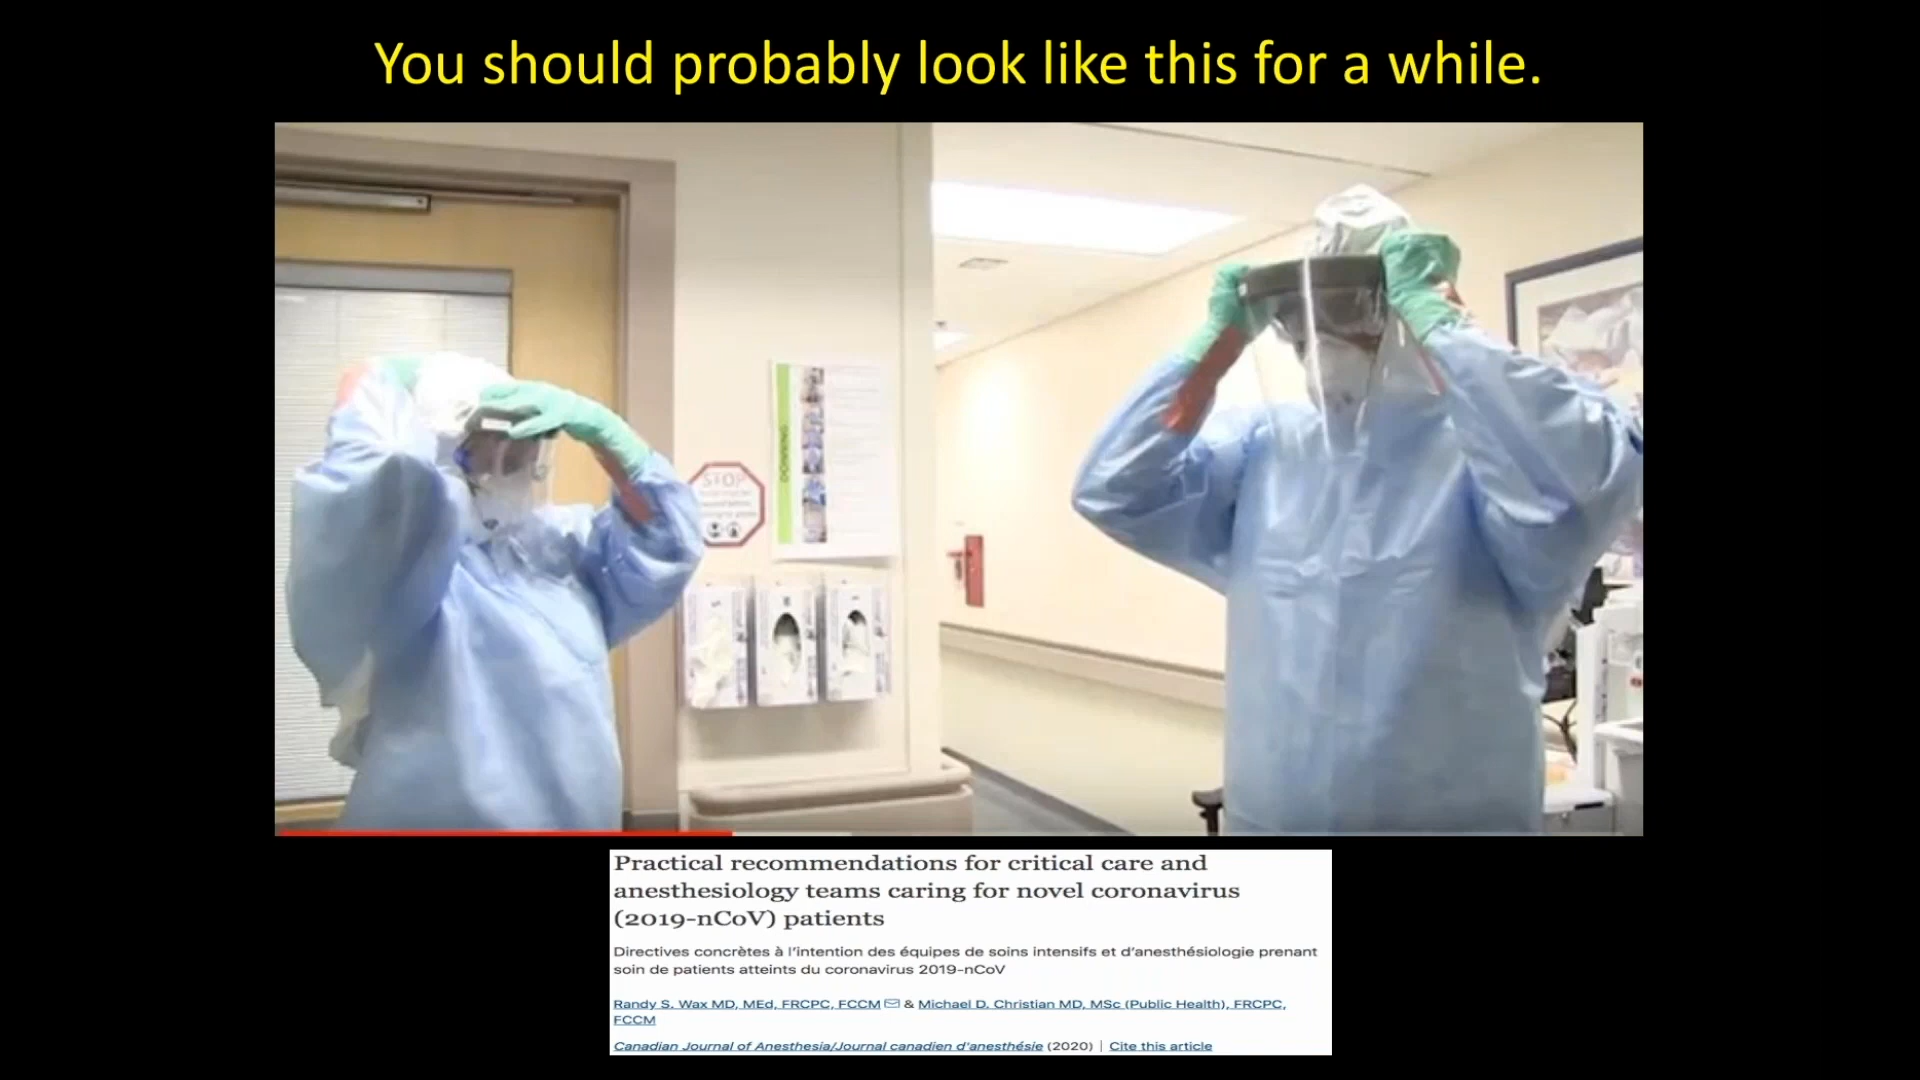 You should probably look like this for a while.
DONNING
STOP
Practical recommendations for critical care and
anesthesiology teams caring for novel coronavirus
(2019-nCoV) patients
Directives concrètes à l'intention des équipes de soins intensifs et d'anesthésiologie prenant
soin de patients atteints du coronavirus 2019-nCoV
Randy S. Wax MD, MEd, FRCPC, FCCM & Michael D. Christian MD, MSc (Public Health), FRCPC,
FCCM
Canadian Journal of Anesthesia/Journal canadien d'anesthésie (2020) | Cite this article